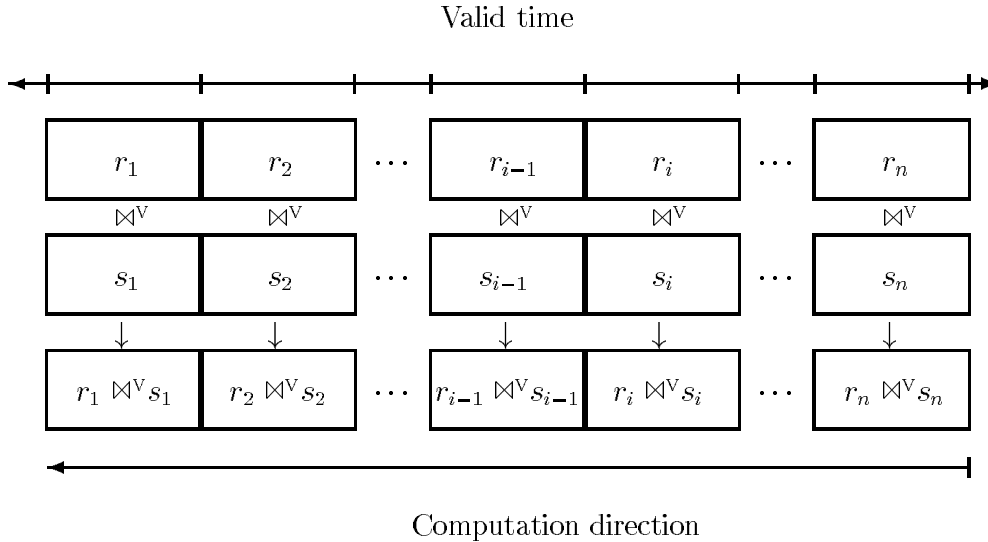 Valid time
r₁ r₂ ··· rᵢ₋₁ rᵢ ··· rₙ
⋈ⱽ ⋈ⱽ ⋈ⱽ ⋈ⱽ ⋈ⱽ
s₁ s₂ ··· sᵢ₋₁ sᵢ ··· sₙ
↓ ↓ ↓ ↓ ↓
r₁ ⋈ⱽ s₁ r₂ ⋈ⱽ s₂ ··· rᵢ₋₁ ⋈ⱽ sᵢ₋₁ rᵢ ⋈ⱽ sᵢ ··· rₙ ⋈ⱽ sₙ
Computation direction